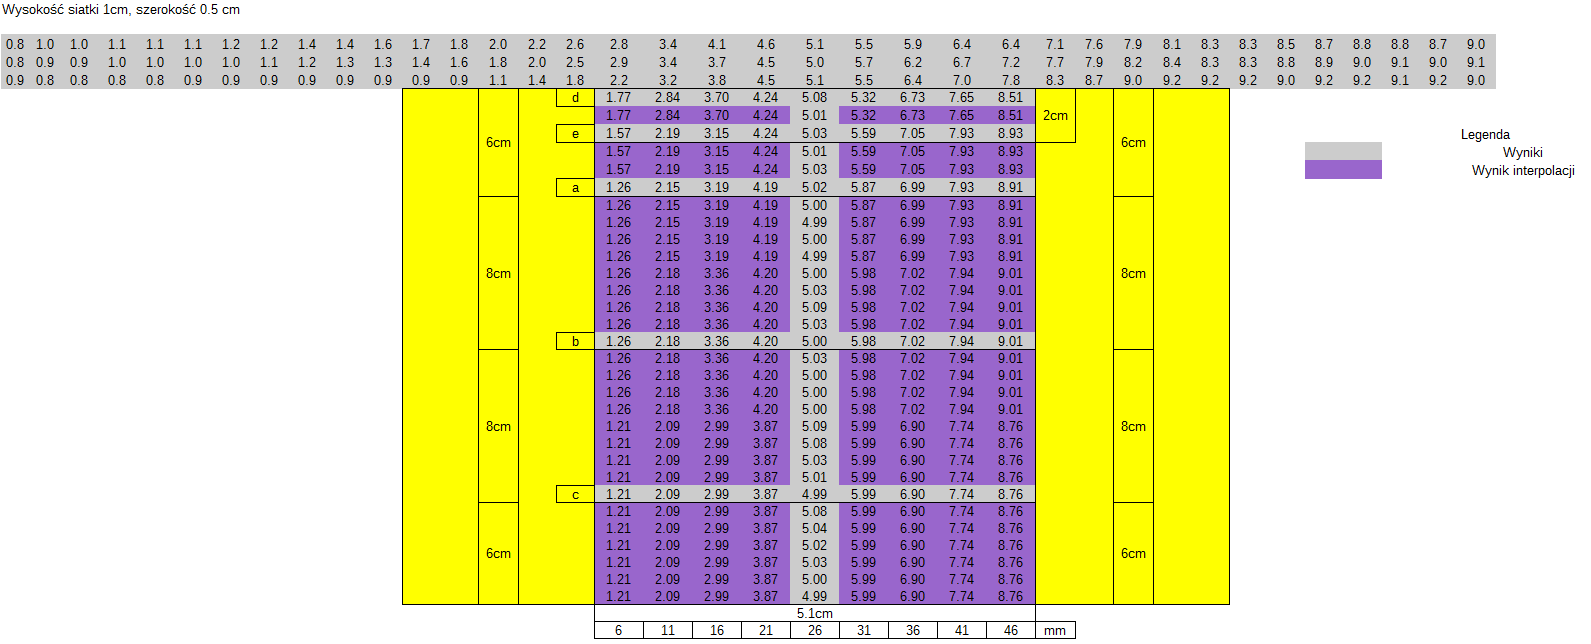 Wysokość siatki 1cm, szerokość 0.5 cm
0.8 1.0 1.0 1.1 1.1 1.1 1.2 1.2 1.4 1.4 1.6 1.7 1.8 2.0 2.2 2.6 2.8 3.4 4.1 4.6 5.1 5.5 5.9 6.4 6.4 7.1 7.6 7.9 8.1 8.3 8.3 8.5 8.7 8.8 8.8 8.7 9.0
0.8 0.9 0.9 1.0 1.0 1.0 1.0 1.1 1.2 1.3 1.3 1.4 1.6 1.8 2.0 2.5 2.9 3.4 3.7 4.5 5.0 5.7 6.2 6.7 7.2 7.7 7.9 8.2 8.4 8.3 8.3 8.8 8.9 9.0 9.1 9.0 9.1
0.9 0.8 0.8 0.8 0.8 0.9 0.9 0.9 0.9 0.9 0.9 0.9 0.9 1.1 1.4 1.8 2.2 3.2 3.8 4.5 5.1 5.5 6.4 7.0 7.8 8.3 8.7 9.0 9.2 9.2 9.2 9.0 9.2 9.2 9.1 9.2 9.0
d 1.77 2.84 3.70 4.24 5.08 5.32 6.73 7.65 8.51
1.77 2.84 3.70 4.24 5.01 5.32 6.73 7.65 8.51 2cm
e 1.57 2.19 3.15 4.24 5.03 5.59 7.05 7.93 8.93 Legenda
6cm 1.57 2.19 3.15 4.24 5.01 5.59 7.05 7.93 8.93 6cm Wyniki
1.57 2.19 3.15 4.24 5.03 5.59 7.05 7.93 8.93 Wynik interpolacji
a 1.26 2.15 3.19 4.19 5.02 5.87 6.99 7.93 8.91
1.26 2.15 3.19 4.19 5.00 5.87 6.99 7.93 8.91
1.26 2.15 3.19 4.19 4.99 5.87 6.99 7.93 8.91
1.26 2.15 3.19 4.19 5.00 5.87 6.99 7.93 8.91
1.26 2.15 3.19 4.19 4.99 5.87 6.99 7.93 8.91
8cm 1.26 2.18 3.36 4.20 5.00 5.98 7.02 7.94 9.01 8cm
1.26 2.18 3.36 4.20 5.03 5.98 7.02 7.94 9.01
1.26 2.18 3.36 4.20 5.09 5.98 7.02 7.94 9.01
1.26 2.18 3.36 4.20 5.03 5.98 7.02 7.94 9.01
b 1.26 2.18 3.36 4.20 5.00 5.98 7.02 7.94 9.01
1.26 2.18 3.36 4.20 5.03 5.98 7.02 7.94 9.01
1.26 2.18 3.36 4.20 5.00 5.98 7.02 7.94 9.01
1.26 2.18 3.36 4.20 5.00 5.98 7.02 7.94 9.01
1.26 2.18 3.36 4.20 5.00 5.98 7.02 7.94 9.01
8cm 1.21 2.09 2.99 3.87 5.09 5.99 6.90 7.74 8.76 8cm
1.21 2.09 2.99 3.87 5.08 5.99 6.90 7.74 8.76
1.21 2.09 2.99 3.87 5.03 5.99 6.90 7.74 8.76
1.21 2.09 2.99 3.87 5.01 5.99 6.90 7.74 8.76
c 1.21 2.09 2.99 3.87 4.99 5.99 6.90 7.74 8.76
1.21 2.09 2.99 3.87 5.08 5.99 6.90 7.74 8.76
1.21 2.09 2.99 3.87 5.04 5.99 6.90 7.74 8.76
1.21 2.09 2.99 3.87 5.02 5.99 6.90 7.74 8.76
6cm 1.21 2.09 2.99 3.87 5.03 5.99 6.90 7.74 8.76 6cm
1.21 2.09 2.99 3.87 5.00 5.99 6.90 7.74 8.76
1.21 2.09 2.99 3.87 4.99 5.99 6.90 7.74 8.76
5.1cm
6 11 16 21 26 31 36 41 46 mm